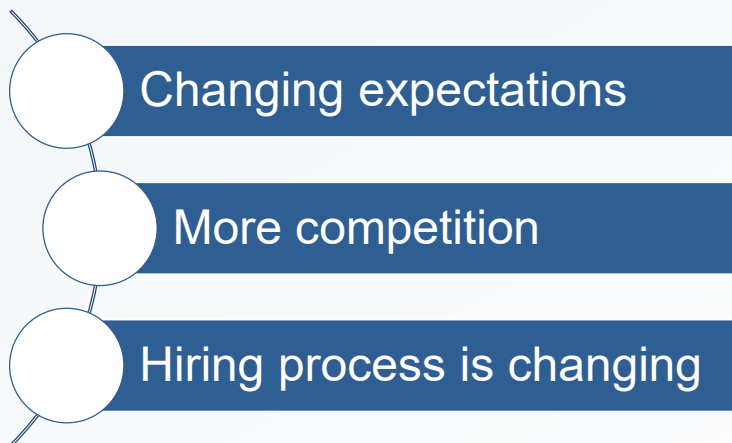 Changing expectations
More competition
Hiring process is changing